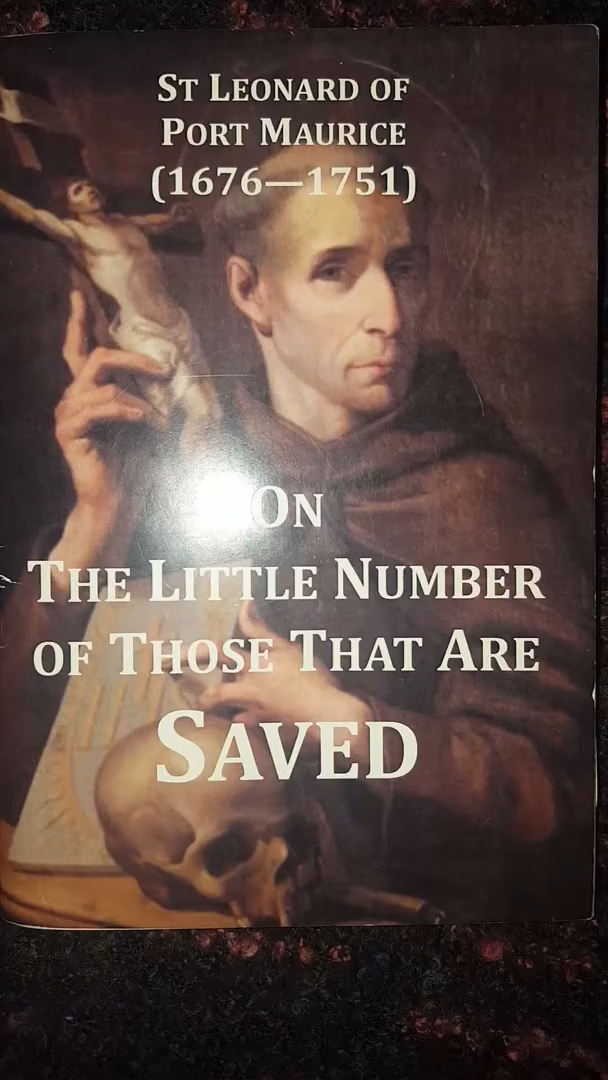 St Leonard of
Port Maurice
(1676—1751)
On
The Little Number
of Those That Are
Saved